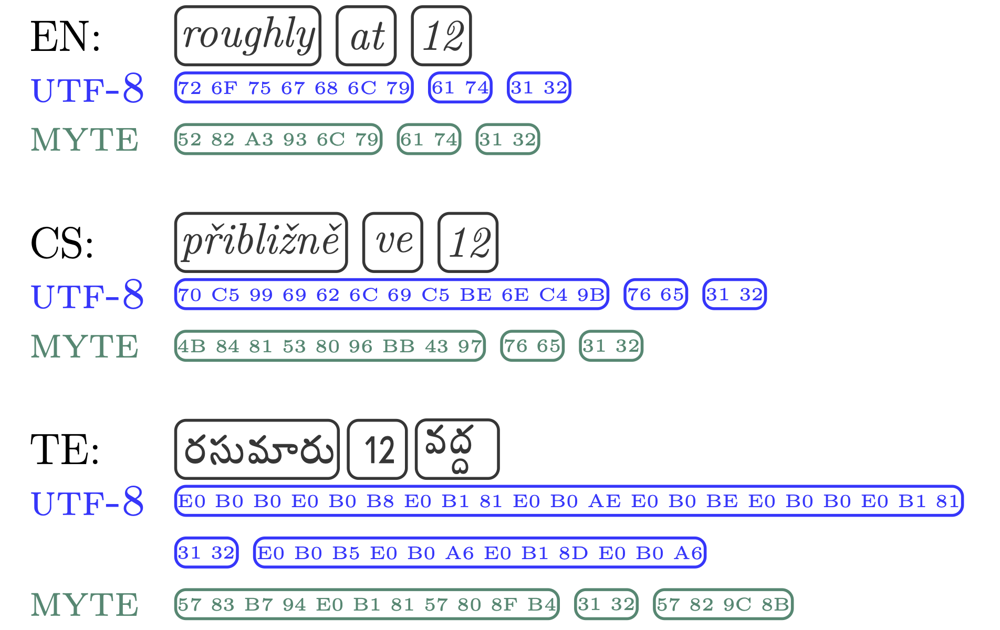 EN: roughly at 12
UTF-8 72 6F 75 67 68 6C 79 61 74 31 32
MYTE 52 82 A3 93 6C 79 61 74 31 32
CS: přibližně ve 12
UTF-8 70 C5 99 69 62 6C 69 C5 BE 6E C4 9B 76 65 31 32
MYTE 4B 84 81 53 80 96 BB 43 97 76 65 31 32
TE: రసుమారు 12 వద్ద
UTF-8 E0 B0 B0 E0 B0 B8 E0 B1 81 E0 B0 AE E0 B0 BE E0 B0 B0 E0 B1 81
31 32 E0 B0 B5 E0 B0 A6 E0 B1 8D E0 B0 A6
MYTE 57 83 B7 94 E0 B1 81 57 80 8F B4 31 32 57 82 9C 8B